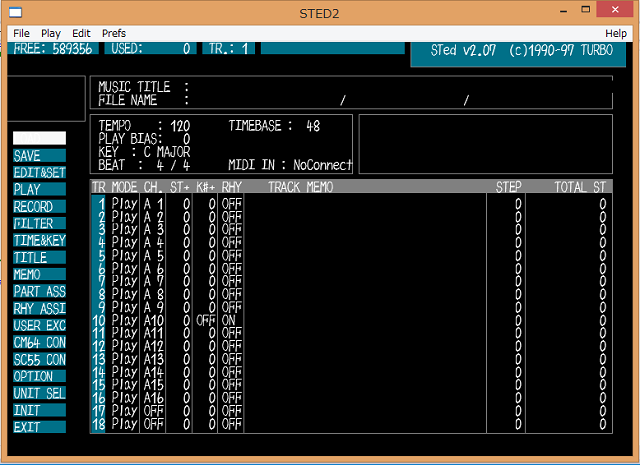 STED2
File Play Edit Prefs Help
FREE: 589356 USED: 0 TR.: 1 STed v2.07 (c)1990-97 TURBO
MUSIC TITLE :
FILE NAME : / /
TEMPO : 120 TIMEBASE : 48
PLAY BIAS: 0
KEY : C MAJOR
BEAT : 4 / 4 MIDI IN : NoConnect
SAVE
EDIT&SET
PLAY
RECORD
FILTER
TIME&KEY
TITLE
MEMO
PART ASS
RHY ASSI
USER EXC
CM64 CON
SC55 CON
OPTION
UNIT SEL
INIT
EXIT
TR MODE CH. ST+ K#+ RHY TRACK MEMO STEP TOTAL ST
1 Play A 1 0 0 OFF 0 0
2 Play A 2 0 0 OFF 0 0
3 Play A 3 0 0 OFF 0 0
4 Play A 4 0 0 OFF 0 0
5 Play A 5 0 0 OFF 0 0
6 Play A 6 0 0 OFF 0 0
7 Play A 7 0 0 OFF 0 0
8 Play A 8 0 0 OFF 0 0
9 Play A 9 0 0 OFF 0 0
10 Play A10 0 OFF ON 0 0
11 Play A11 0 0 OFF 0 0
12 Play A12 0 0 OFF 0 0
13 Play A13 0 0 OFF 0 0
14 Play A14 0 0 OFF 0 0
15 Play A15 0 0 OFF 0 0
16 Play A16 0 0 OFF 0 0
17 Play OFF 0 0 OFF 0 0
18 Play OFF 0 0 OFF 0 0